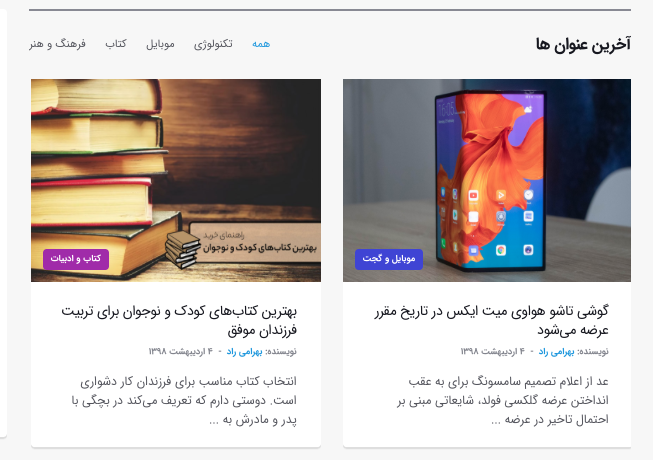 آخرین عنوان ها
همه تکنولوژی موبایل کتاب فرهنگ و هنر
موبایل و گجت
گوشی تاشو هواوی میت ایکس در تاریخ مقرر
عرضه می‌شود
نویسنده: بهرامی راد - ۴ اردیبهشت ۱۳۹۸
عد از اعلام تصمیم سامسونگ برای به عقب
انداختن عرضه گلکسی فولد، شایعاتی مبنی بر
احتمال تاخیر در عرضه ...
راهنمای خرید
بهترین کتاب‌های کودک و نوجوان
کتاب و ادبیات
بهترین کتاب‌های کودک و نوجوان برای تربیت
فرزندان موفق
نویسنده: بهرامی راد - ۴ اردیبهشت ۱۳۹۸
انتخاب کتاب مناسب برای فرزندان کار دشواری
است. دوستی دارم که تعریف می‌کند در بچگی با
پدر و مادرش به ...